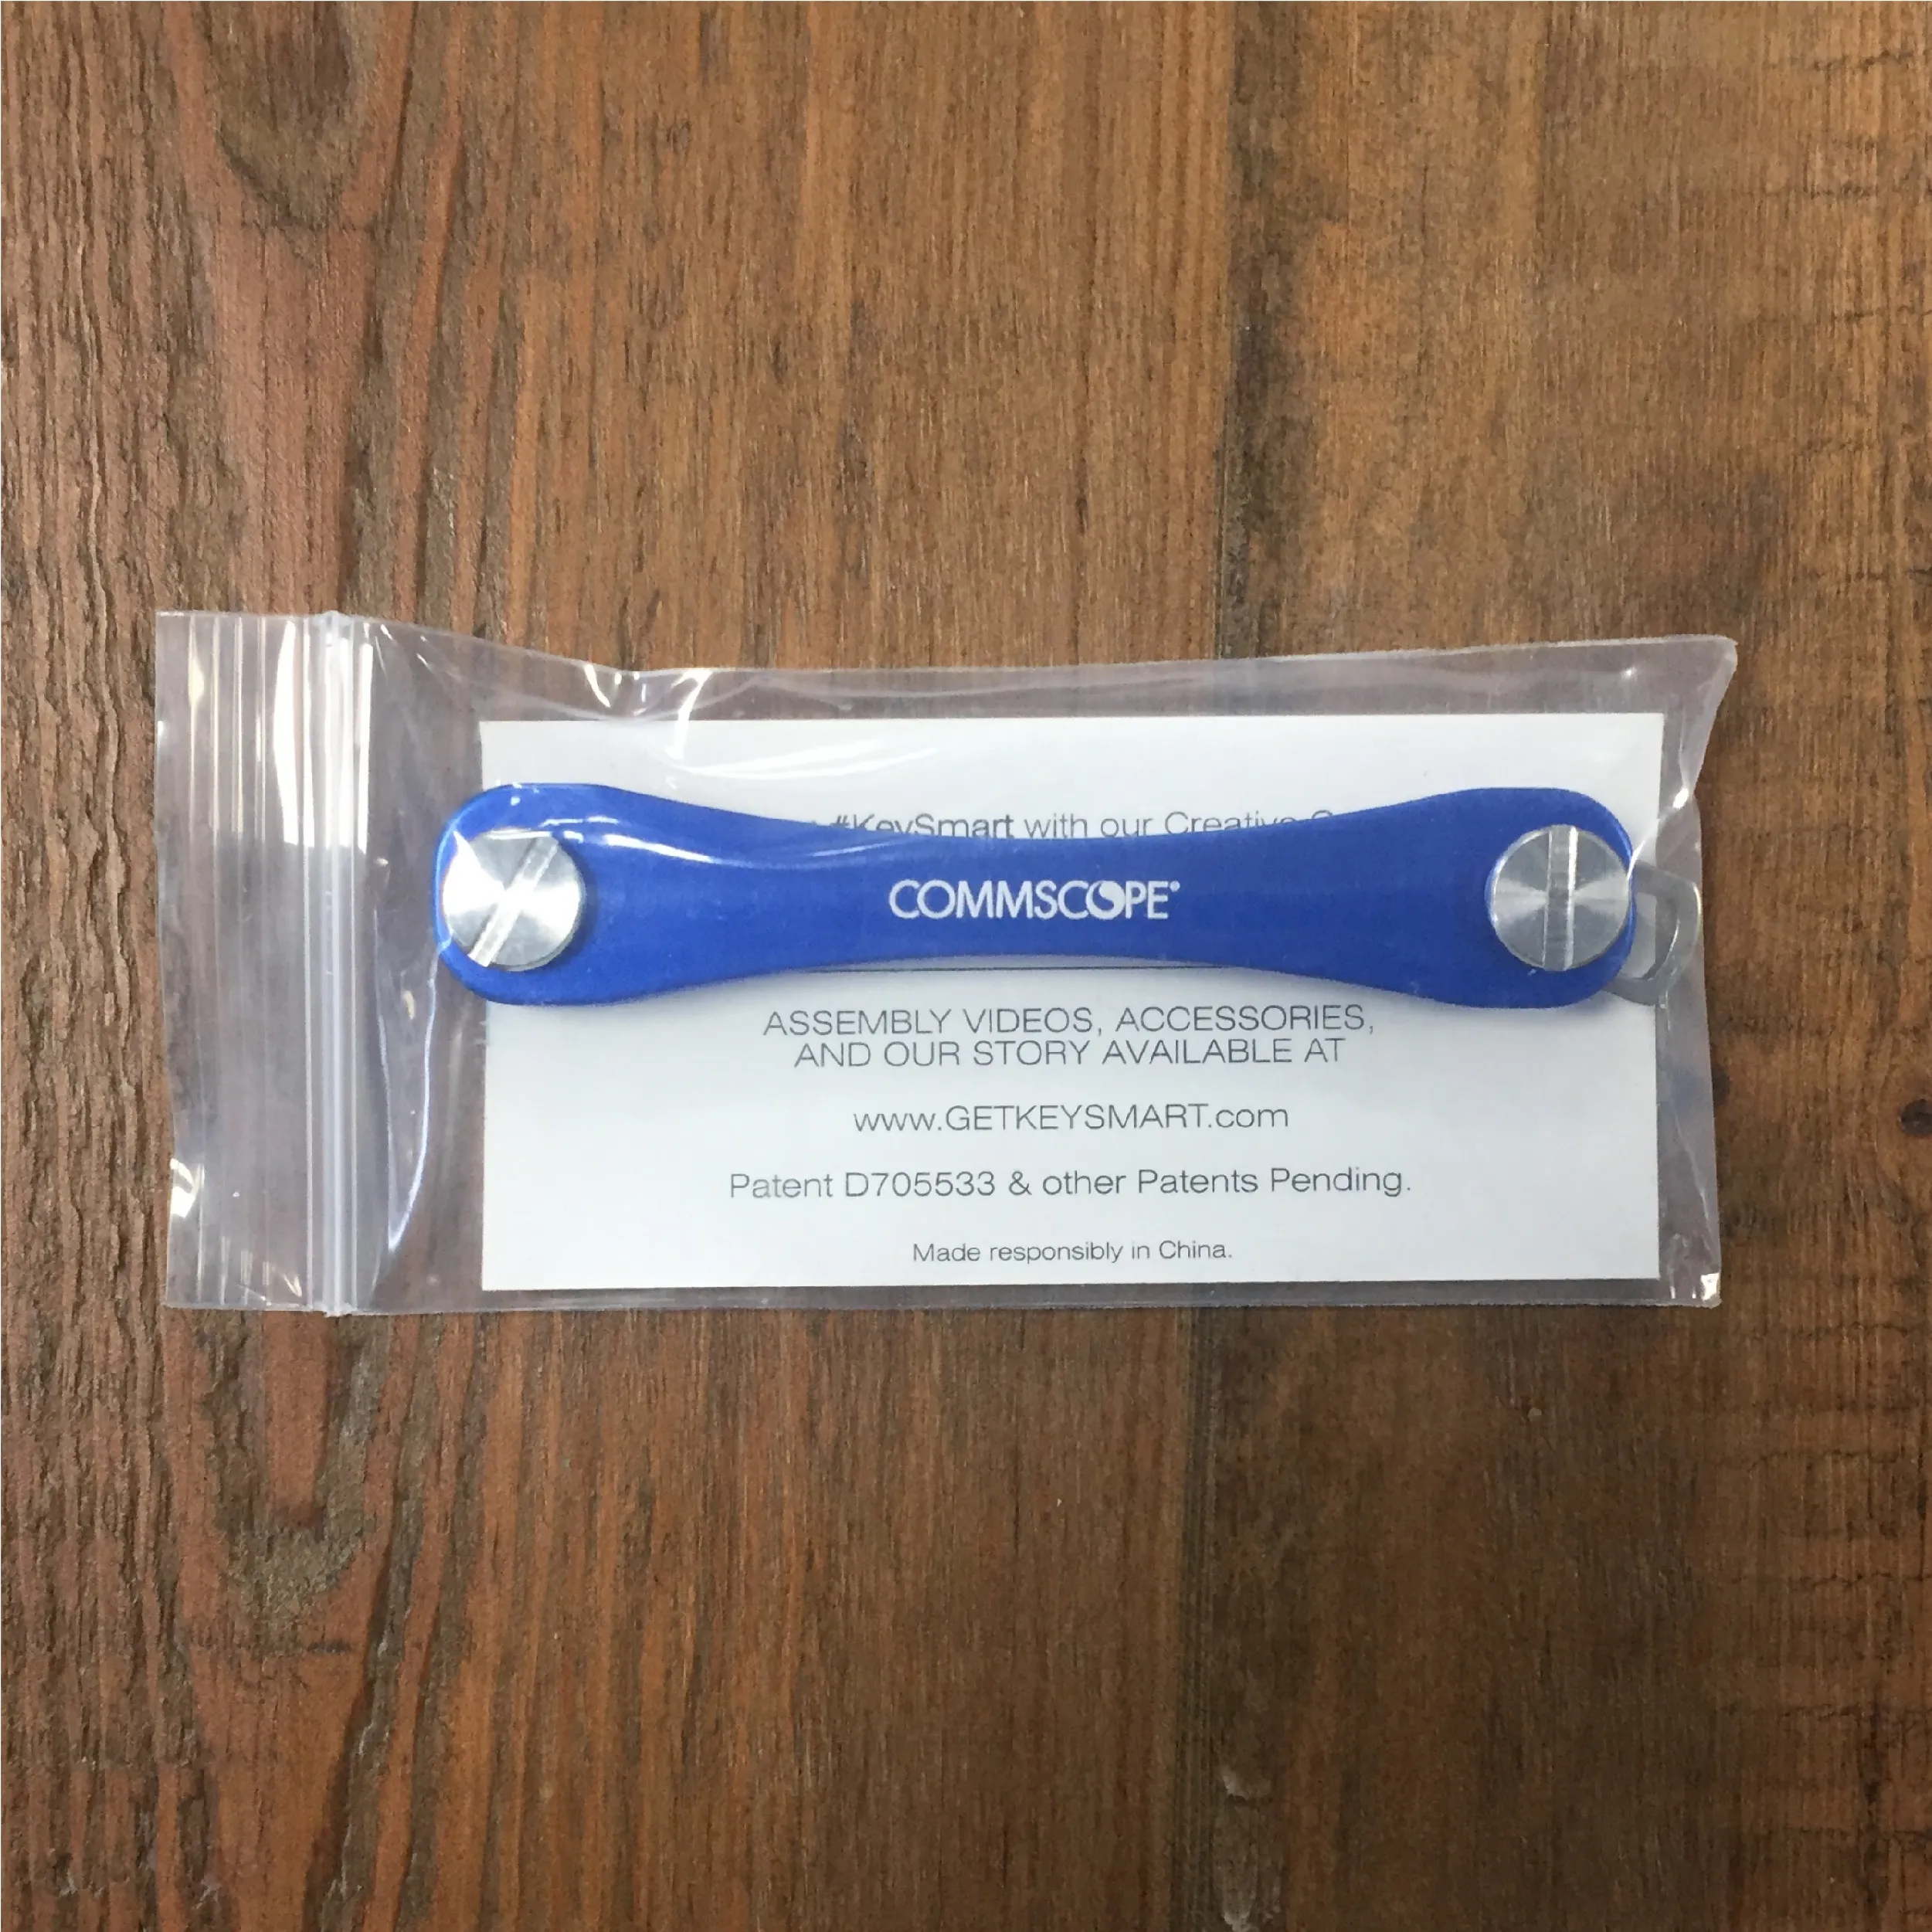 #KeySmart with our Creative
COMMSCOPE®
ASSEMBLY VIDEOS, ACCESSORIES,
AND OUR STORY AVAILABLE AT
www.GETKEYSMART.com
Patent D705533 & other Patents Pending.
Made responsibly in China.